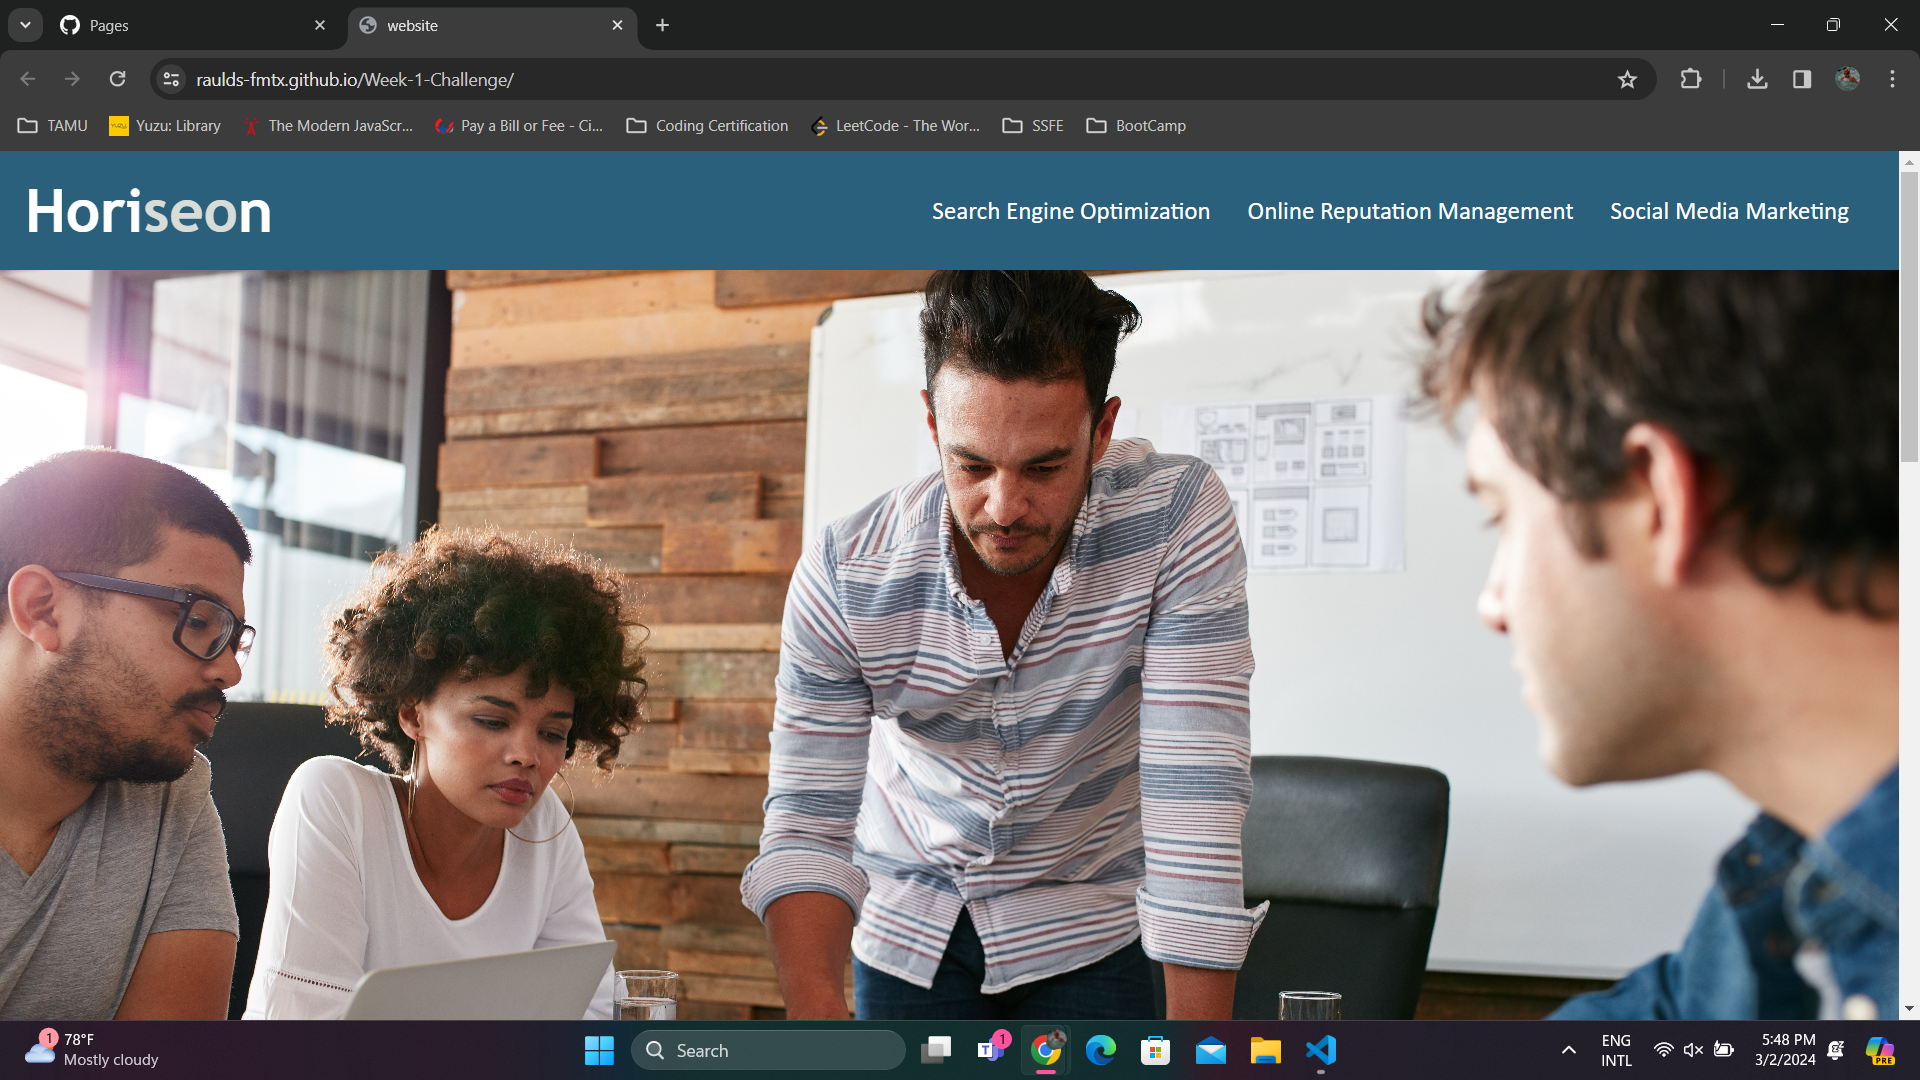 Pages
website
raulds-fmtx.github.io/Week-1-Challenge/
TAMU
Yuzu: Library
The Modern JavaScr...
Pay a Bill or Fee - Ci...
Coding Certification
LeetCode - The Wor...
SSFE
BootCamp
Horiseon
Search Engine Optimization
Online Reputation Management
Social Media Marketing
1
78°F
Mostly cloudy
Search
1
ENG
INTL
5:48 PM
3/2/2024
PRE